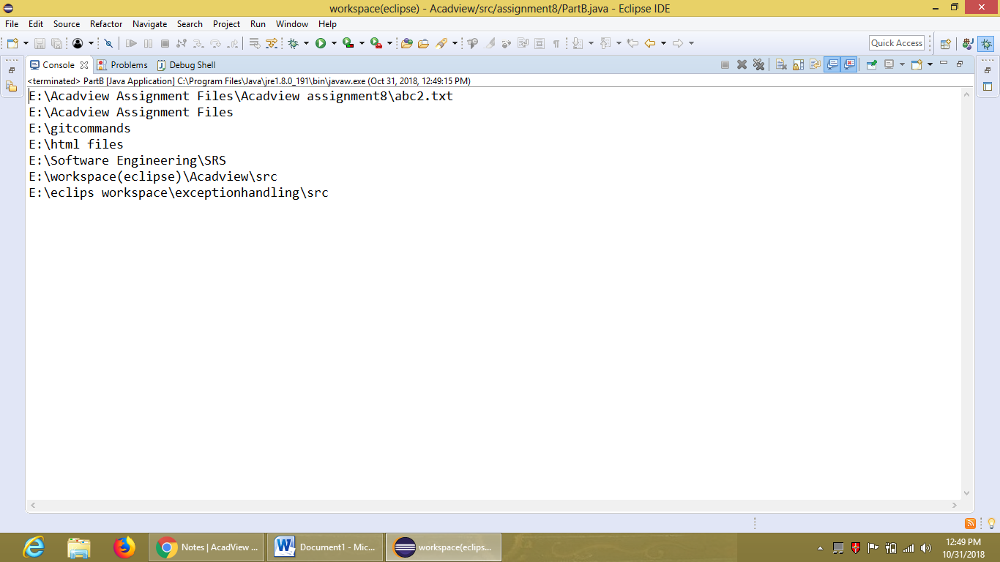 workspace(eclipse) - Acadview/src/assignment8/PartB.java - Eclipse IDE
File Edit Source Refactor Navigate Search Project Run Window Help
Quick Access
Console Problems Debug Shell
<terminated> PartB [Java Application] C:\Program Files\Java\jre1.8.0_191\bin\javaw.exe (Oct 31, 2018, 12:49:15 PM)
E:\Acadview Assignment Files\Acadview assignment8\abc2.txt
E:\Acadview Assignment Files
E:\gitcommands
E:\html files
E:\Software Engineering\SRS
E:\workspace(eclipse)\Acadview\src
E:\eclips workspace\exceptionhandling\src
Notes | AcadView ... Document1 - Mic... workspace(eclips...
12:49 PM
10/31/2018